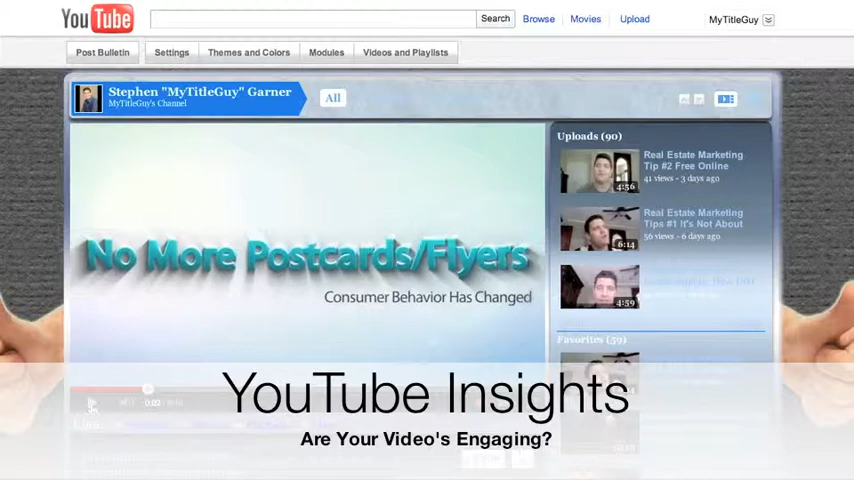 YouTube
Search
Browse
Movies
Upload
MyTitleGuy
Post Bulletin
Settings
Themes and Colors
Modules
Videos and Playlists
Stephen "MyTitleGuy" Garner
MyTitleGuy's Channel
All
No More Postcards/Flyers
Consumer Behavior Has Changed
Uploads (90)
Real Estate Marketing
Tip #2 Free Online
41 views - 3 days ago
4:56
Real Estate Marketing
Tips #1 It's Not About
56 views - 6 days ago
6:14
4:59
Favorites (59)
0:02
YouTube Insights
Are Your Video's Engaging?